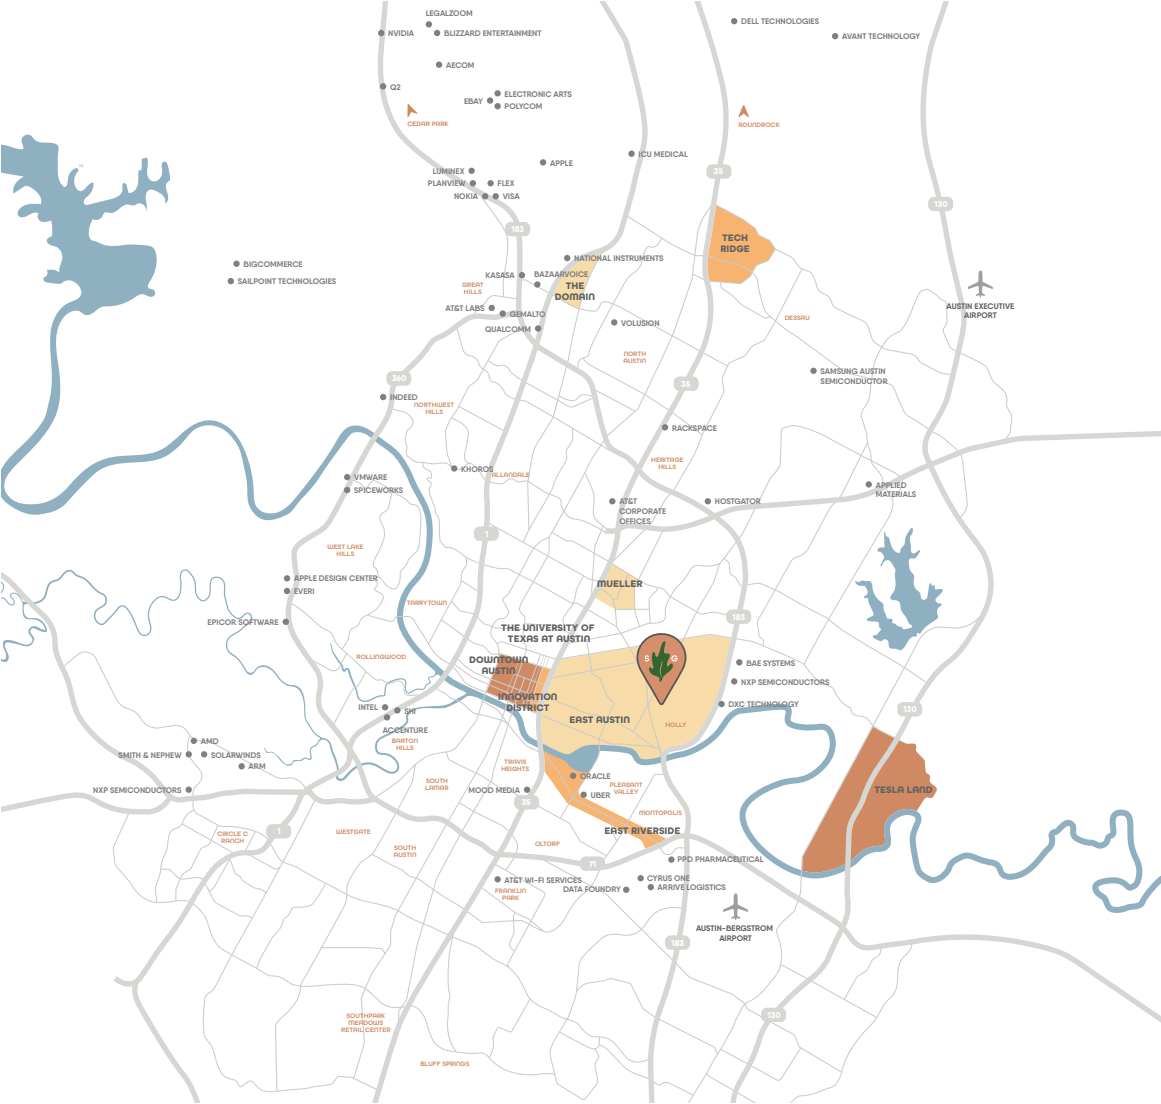 LEGALZOOM
NVIDIA
BLIZZARD ENTERTAINMENT
DELL TECHNOLOGIES
AVANT TECHNOLOGY
AECOM
Q2
ELECTRONIC ARTS
EBAY
POLYCOM
CEDAR PARK
ROUNDROCK
ICU MEDICAL
APPLE
LUMINEX
35
PLANVIEW
FLEX
NOKIA
VISA
130
183
TECH
RIDGE
NATIONAL INSTRUMENTS
BIGCOMMERCE
KASASA
BAZAARVOICE
SAILPOINT TECHNOLOGIES
GREAT
HILLS
THE
DOMAIN
AUSTIN EXECUTIVE
AIRPORT
AT&T LABS
GEMALTO
DESSAU
QUALCOMM
VOLUSION
NORTH
AUSTIN
SAMSUNG AUSTIN
SEMICONDUCTOR
360
35
INDEED
NORTHWEST
HILLS
RACKSPACE
HERITAGE
HILLS
KHOROS
ALLANDALE
VMWARE
SPICEWORKS
APPLIED
MATERIALS
AT&T
CORPORATE
OFFICES
HOSTGATOR
1
WEST LAKE
HILLS
APPLE DESIGN CENTER
EVERI
MUELLER
TARRYTOWN
183
EPICOR SOFTWARE
THE UNIVERSITY OF
TEXAS AT AUSTIN
ROLLINGWOOD
DOWNTOWN
AUSTIN
S G
BAE SYSTEMS
NXP SEMICONDUCTORS
INNOVATION
DISTRICT
DXC TECHNOLOGY
INTEL
SHI
130
EAST AUSTIN
HOLLY
ACCENTURE
BARTON
HILLS
AMD
SMITH & NEPHEW
SOLARWINDS
ARM
TRAVIS
HEIGHTS
ORACLE
SOUTH
LAMAR
PLEASANT
VALLEY
NXP SEMICONDUCTORS
MOOD MEDIA
UBER
TESLA LAND
35
MONTOPOLIS
CIRCLE C
RANCH
1
WESTGATE
EAST RIVERSIDE
SOUTH
AUSTIN
OLTORF
71
PPD PHARMACEUTICAL
AT&T WI-FI SERVICES
CYRUS ONE
DATA FOUNDRY
ARRIVE LOGISTICS
FRANKLIN
PARK
AUSTIN-BERGSTROM
AIRPORT
183
130
SOUTHPARK
MEADOWS
RETAIL CENTER
BLUFF SPRINGS